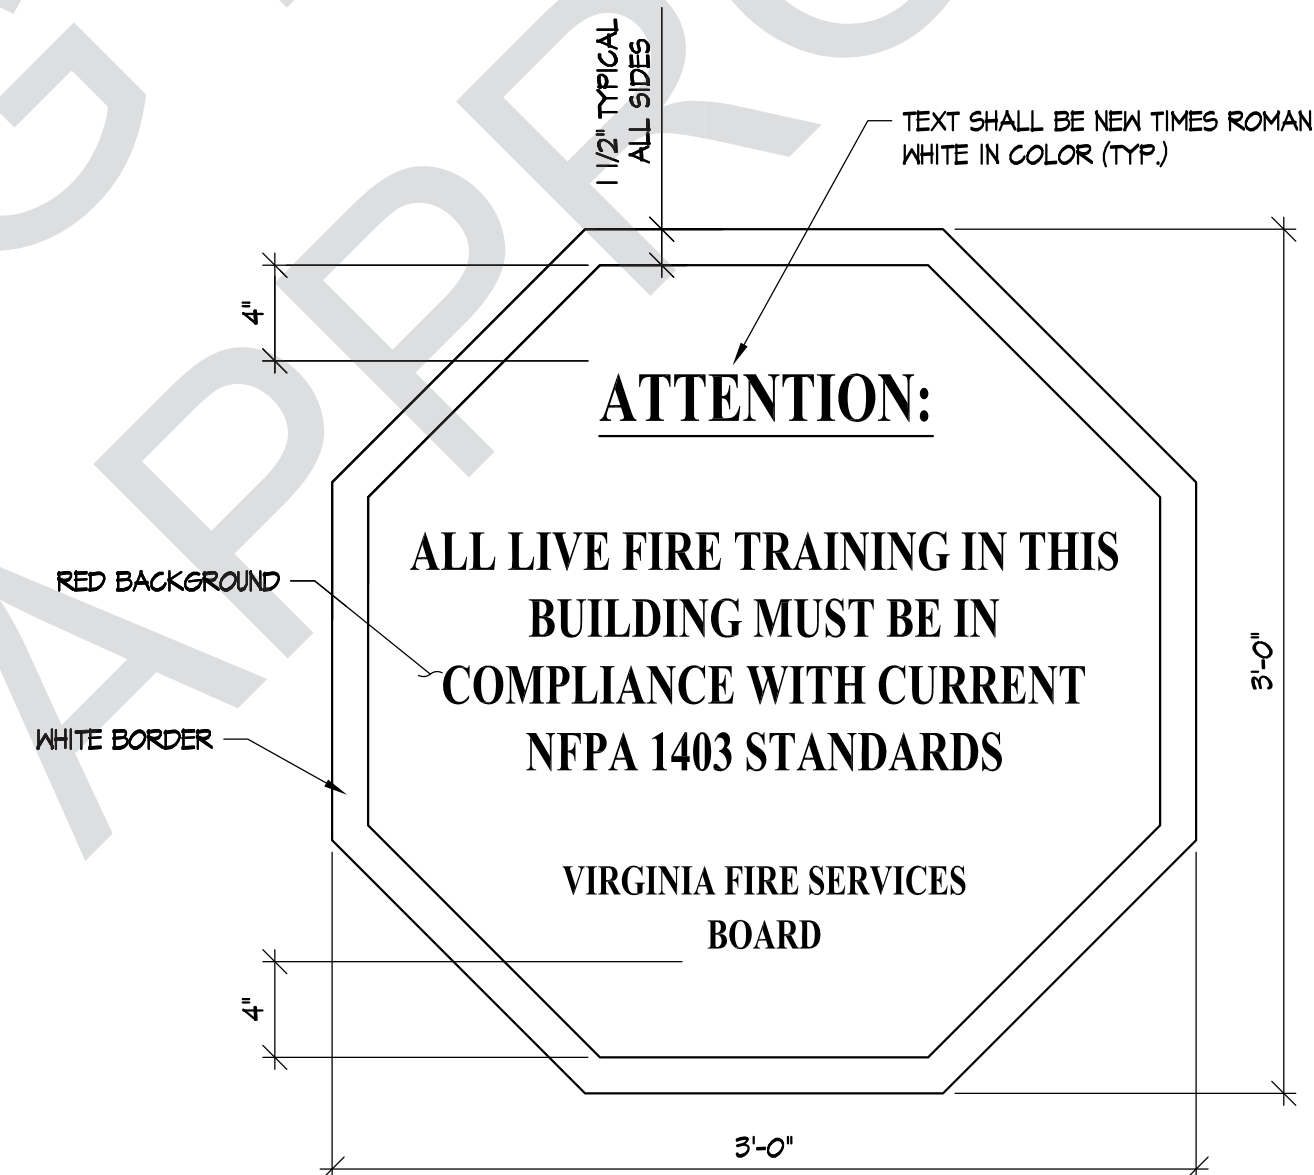 1 1/2" TYPICAL
ALL SIDES
TEXT SHALL BE NEW TIMES ROMAN
WHITE IN COLOR (TYP.)
4"
ATTENTION:
ALL LIVE FIRE TRAINING IN THIS
BUILDING MUST BE IN
COMPLIANCE WITH CURRENT
NFPA 1403 STANDARDS
RED BACKGROUND
3'-0"
WHITE BORDER
VIRGINIA FIRE SERVICES
BOARD
4"
3'-0"